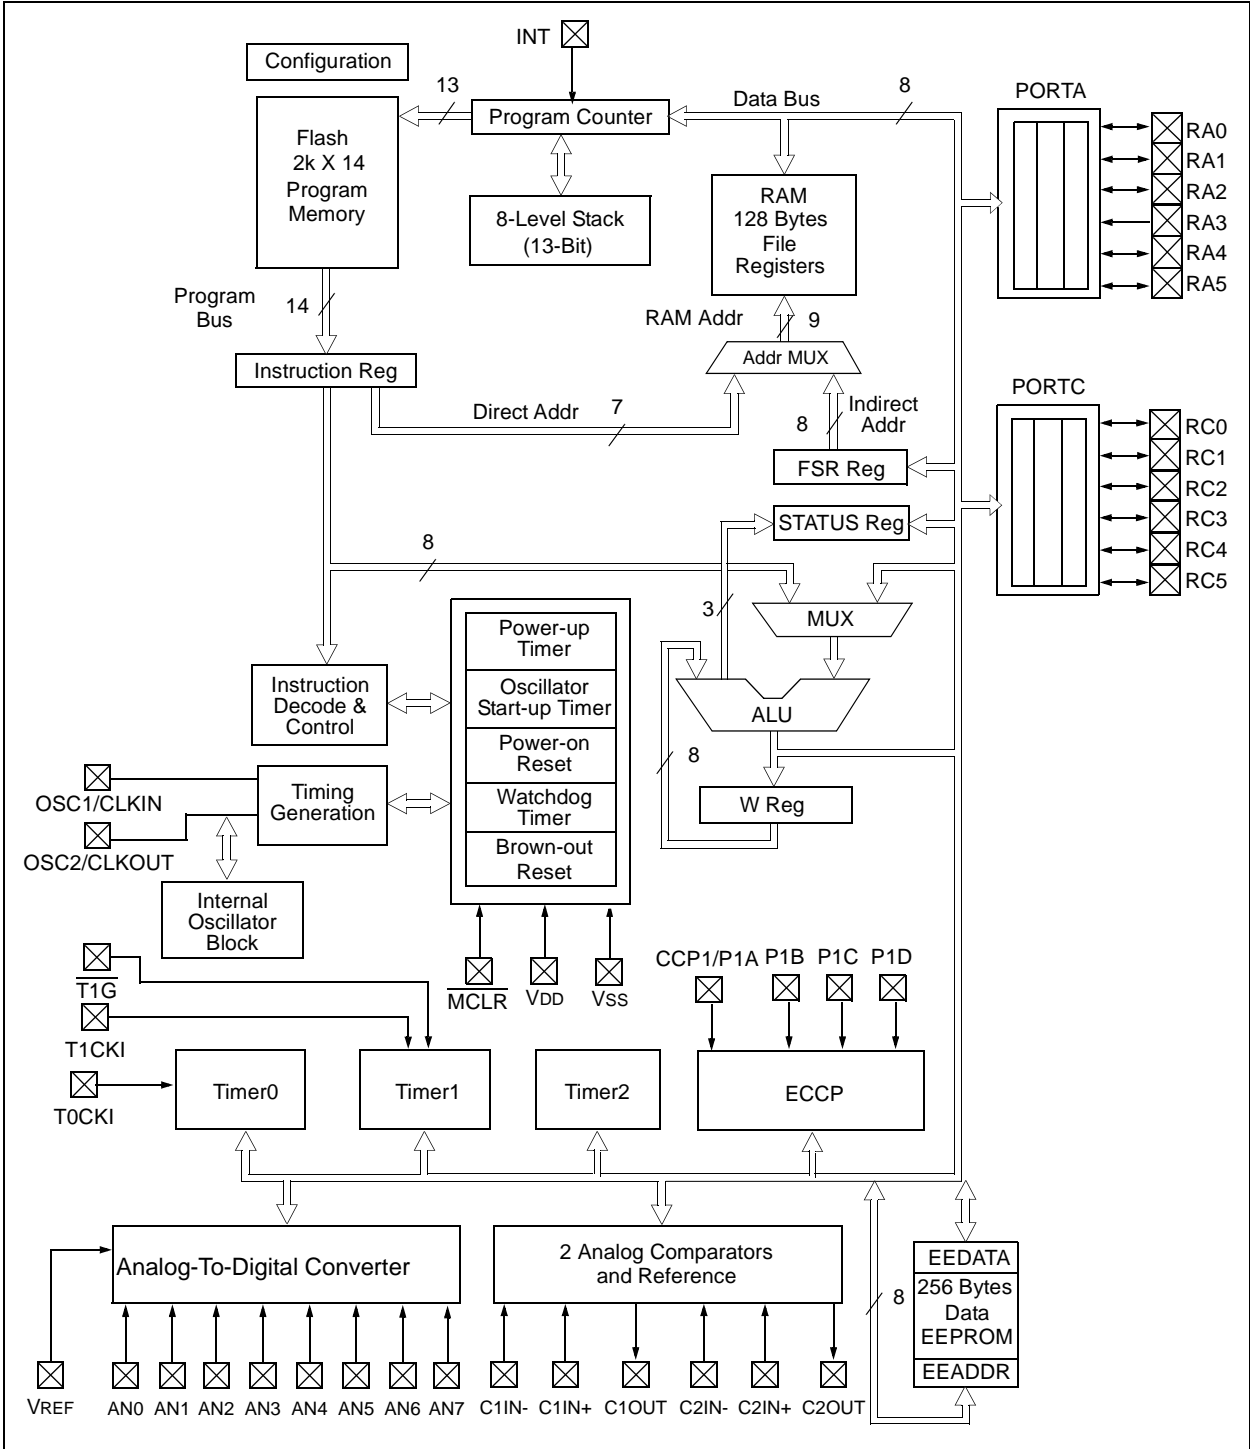 INT
Configuration
13
Program Counter
Data Bus
8
PORTA
Flash
2k X 14
Program
Memory
8-Level Stack
(13-Bit)
RAM
128 Bytes
File
Registers
RA0
RA1
RA2
RA3
RA4
RA5
Program
Bus
14
RAM Addr
9
Addr MUX
Instruction Reg
Direct Addr
7
8
Indirect
Addr
FSR Reg
PORTC
RC0
RC1
RC2
RC3
RC4
RC5
STATUS Reg
8
3
MUX
Power-up
Timer
Oscillator
Start-up Timer
Power-on
Reset
Watchdog
Timer
Brown-out
Reset
Instruction
Decode &
Control
ALU
8
W Reg
OSC1/CLKIN
Timing
Generation
OSC2/CLKOUT
Internal
Oscillator
Block
T1G
T1CKI
T0CKI
MCLR
VDD
VSS
CCP1/P1A
P1B
P1C
P1D
Timer0
Timer1
Timer2
ECCP
Analog-To-Digital Converter
2 Analog Comparators
and Reference
8
EEDATA
256 Bytes
Data
EEPROM
EEADDR
VREF
AN0
AN1
AN2
AN3
AN4
AN5
AN6
AN7
C1IN-
C1IN+
C1OUT
C2IN-
C2IN+
C2OUT